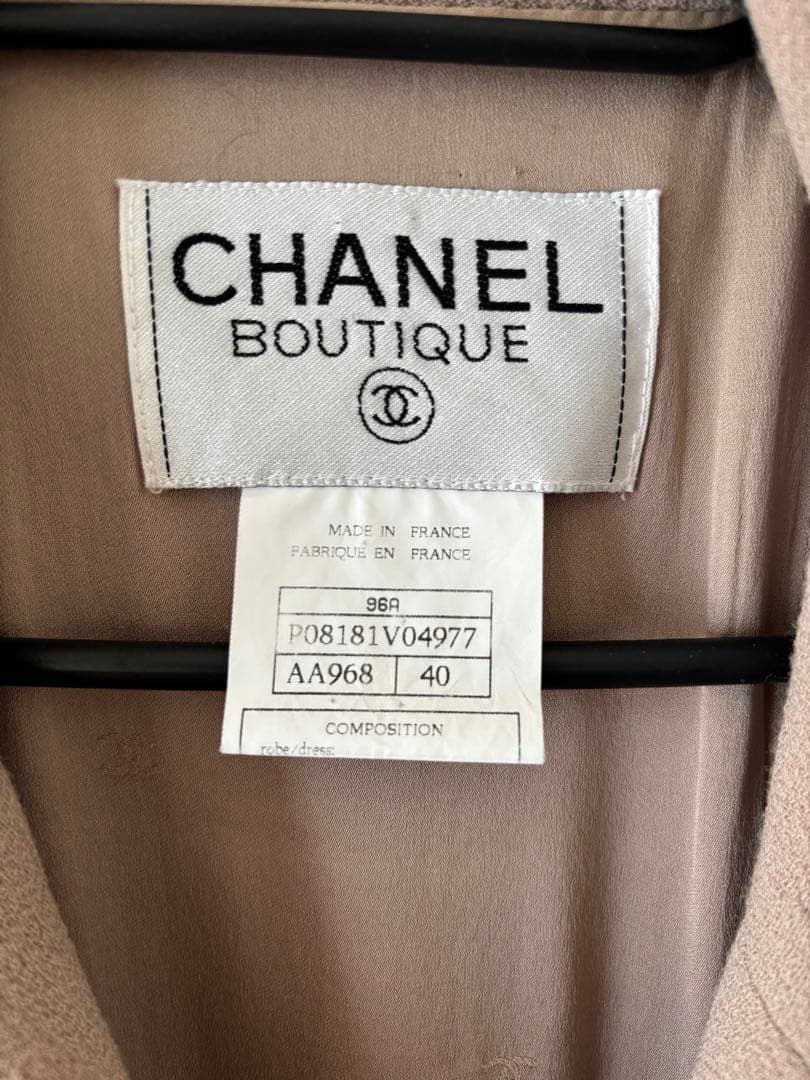 CHANEL
BOUTIQUE
MADE IN FRANCE
FABRIQUE EN FRANCE
96A
P08181V04977
AA968 40
COMPOSITION
robe/dress: